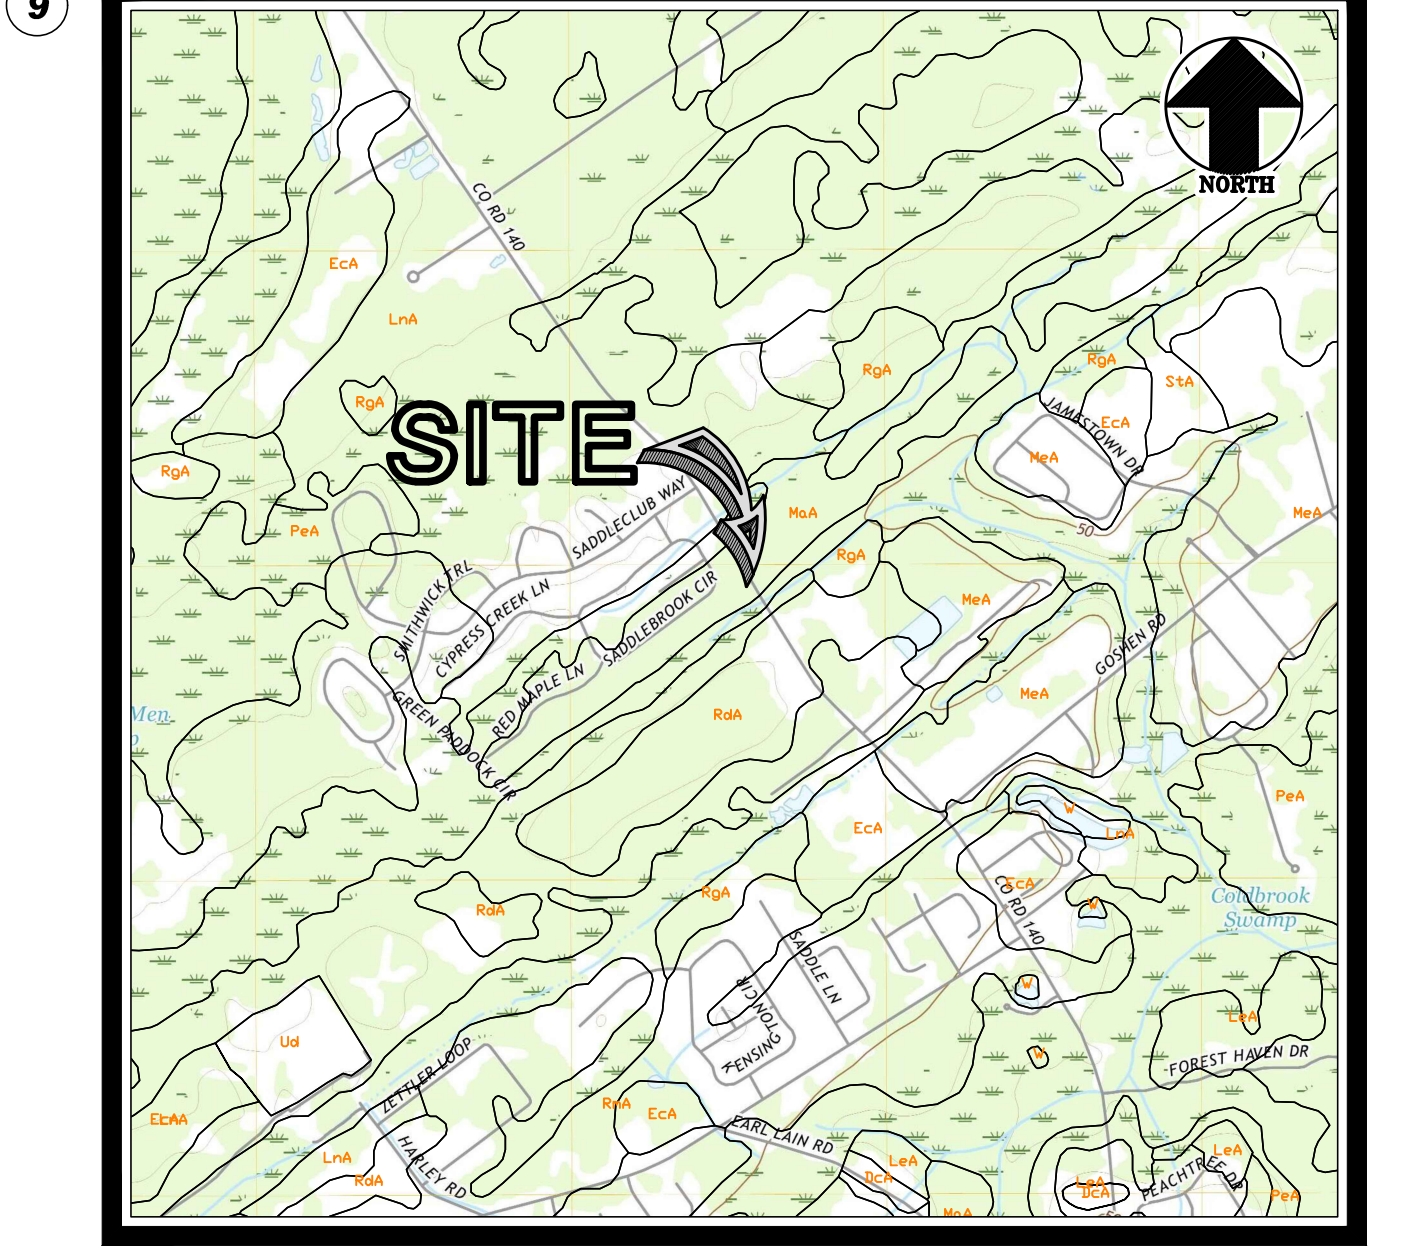 9
NORTH
CO RD 140
EcA
LnA
RgA
RgA
StA
RgA
EcA
JAMESTOWN DR
SITE
MeA
RgA
SADDLECLUB WAY
MaA
MeA
PeA
50
RgA
SMITHWICK TRL
CYPRESS CREEK LN
SADDLEBROOK CIR
MeA
GOSHEN RD
RED MAPLE LN
MeA
GREEN PADDOCK CIR
Men
p
RdA
PeA
W
EcA
LnA
EcA
RgA
CO RD 140
W
Coldbrook
Swamp
RdA
SADDLE LN
W
KENSINGTON CIR
LeA
Ud
W
FOREST HAVEN DR
ZETTLER LOOP
RnA
EcA
EARL LAIN RD
LnA
HARLEY RD
RdA
LeA
DcA
LeA
LeA
DcA
PEACHTREE DR
PeA